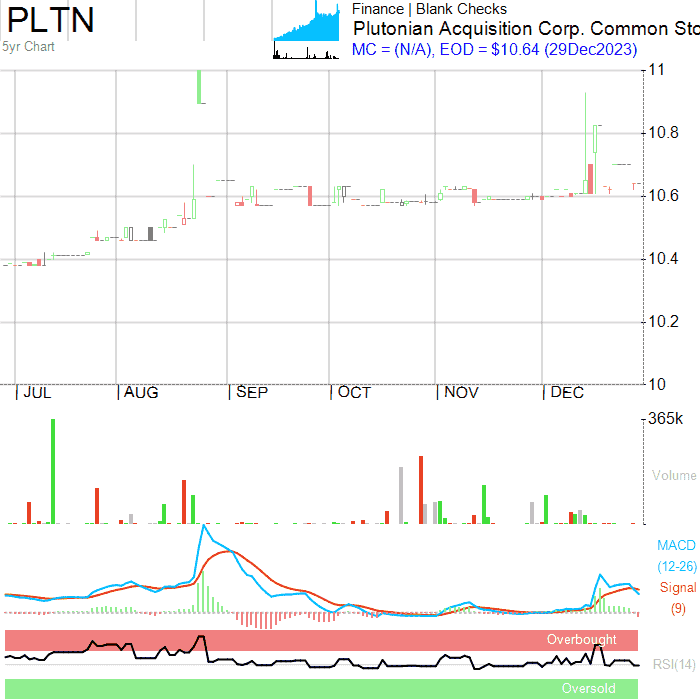 PLTN
5yr Chart
Finance | Blank Checks
Plutonian Acquisition Corp. Common Sto
MC = (N/A), EOD = $10.64 (29Dec2023)
11
10.8
10.6
10.4
10.2
10
JUL AUG SEP OCT NOV DEC
365k
Volume
MACD
(12-26)
Signal
(9)
Overbought
RSI(14)
Oversold